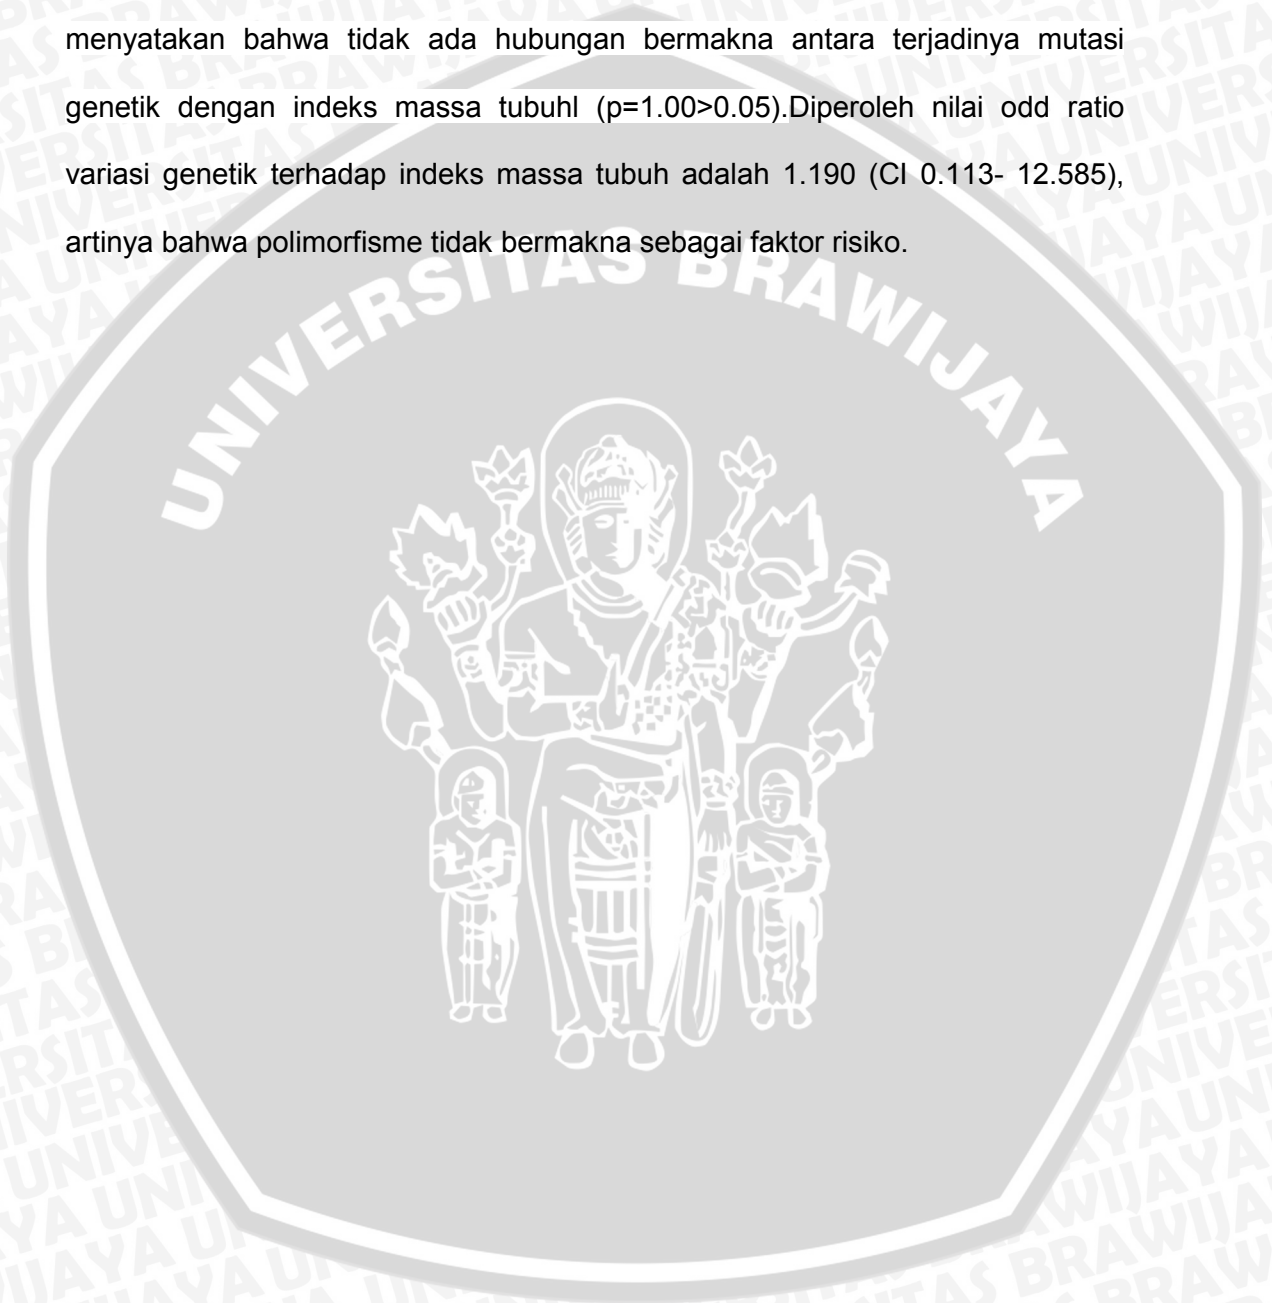 menyatakan bahwa tidak ada hubungan bermakna antara terjadinya mutasi
genetik dengan indeks massa tubuhl (p=1.00>0.05).Diperoleh nilai odd ratio
variasi genetik terhadap indeks massa tubuh adalah 1.190 (CI 0.113- 12.585),
artinya bahwa polimorfisme tidak bermakna sebagai faktor risiko.
UNIVERSITAS BRAWIJAYA